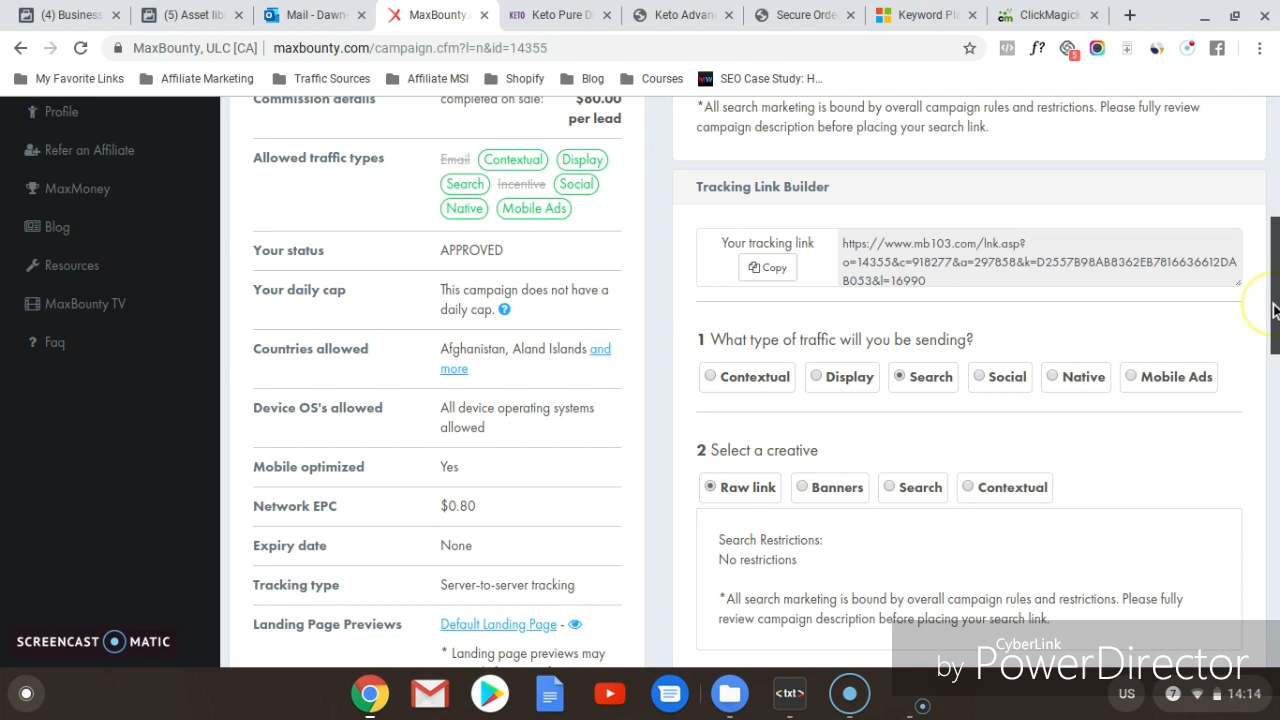 (4) Business
(5) Asset lib
Mail - Dawn-
MaxBounty
Keto Pure Di
Keto Advan
Secure Orde
Keyword Pla
ClickMagick
MaxBounty, ULC [CA]
maxbounty.com/campaign.cfm?l=n&id=14355
f?
5
My Favorite Links
Affiliate Marketing
Traffic Sources
Affiliate MSI
Shopify
Blog
Courses
SEO Case Study: H...
Profile
Refer an Affiliate
MaxMoney
Blog
Resources
MaxBounty TV
? Faq
Commission details
completed on sale:
$80.00
per lead
Allowed traffic types
Email Contextual Display
Search Incentive Social
Native Mobile Ads
Your status
APPROVED
Your daily cap
This campaign does not have a
daily cap. ?
Countries allowed
Afghanistan, Aland Islands and
more
Device OS's allowed
All device operating systems
allowed
Mobile optimized
Yes
Network EPC
$0.80
Expiry date
None
Tracking type
Server-to-server tracking
Landing Page Previews
Default Landing Page -
* Landing page previews may
*All search marketing is bound by overall campaign rules and restrictions. Please fully review
campaign description before placing your search link.
Tracking Link Builder
Your tracking link
Copy
https://www.mb103.com/lnk.asp?
o=14355&c=918277&a=297858&k=D2557B98AB8362EB7816636612DA
B053&l=16990
1 What type of traffic will you be sending?
Contextual
Display
Search
Social
Native
Mobile Ads
2 Select a creative
Raw link
Banners
Search
Contextual
Search Restrictions:
No restrictions
*All search marketing is bound by overall campaign rules and restrictions. Please fully
review campaign description before placing your search link.
SCREENCAST MATIC
CyberLink
by PowerDirector
<txt>
US
7
14:14